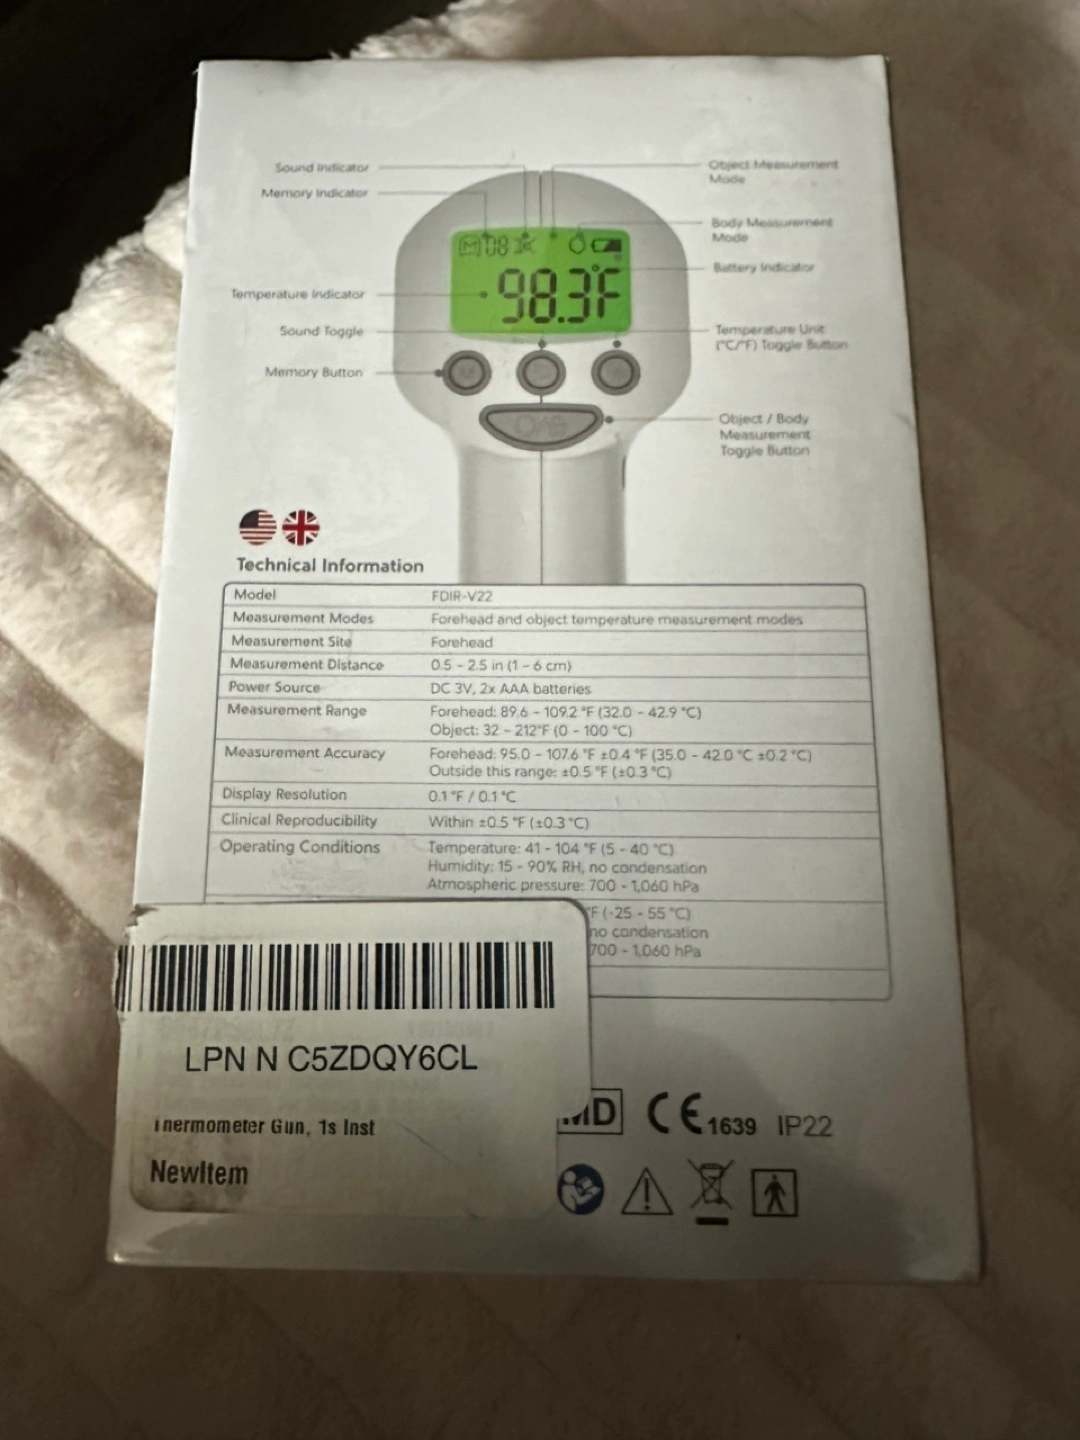 Sound Indicator
Memory Indicator
Object Measurement
Mode
Body Measurement
Mode
Battery Indicator
M 08
98.3°F
Temperature Indicator
Sound Toggle
Memory Button
Temperature Unit
(°C/°F) Toggle Button
Object / Body
Measurement
Toggle Button
Technical Information
Model FDIR-V22
Measurement Modes Forehead and object temperature measurement modes
Measurement Site Forehead
Measurement Distance 0.5 - 2.5 in (1 - 6 cm)
Power Source DC 3V, 2x AAA batteries
Measurement Range Forehead: 89.6 - 109.2 °F (32.0 - 42.9 °C)
Object: 32 - 212°F (0 - 100 °C)
Measurement Accuracy Forehead: 95.0 - 107.6 °F ±0.4 °F (35.0 - 42.0 °C ±0.2 °C)
Outside this range: ±0.5 °F (±0.3 °C)
Display Resolution 0.1 °F / 0.1 °C
Clinical Reproducibility Within ±0.5 °F (±0.3 °C)
Operating Conditions Temperature: 41 - 104 °F (5 - 40 °C)
Humidity: 15 - 90% RH, no condensation
Atmospheric pressure: 700 - 1,060 hPa
°F (-25 - 55 °C)
no condensation
700 - 1,060 hPa
LPN N C5ZDQY6CL
Thermometer Gun, 1s Inst
NewItem
MD CE 1639 IP22